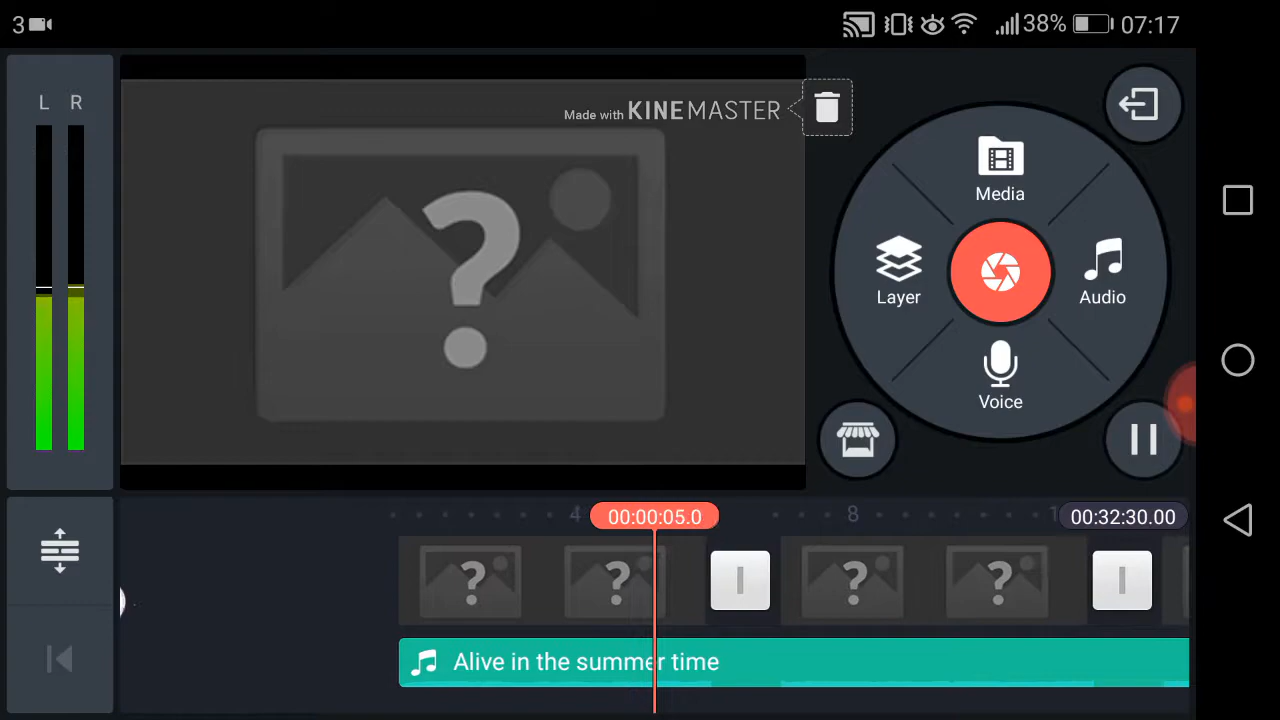 3
38%
07:17
L R
Made with KINEMASTER
Media
Layer
Audio
Voice
4
00:00:05.0
8
1
00:32:30.00
Alive in the summer time